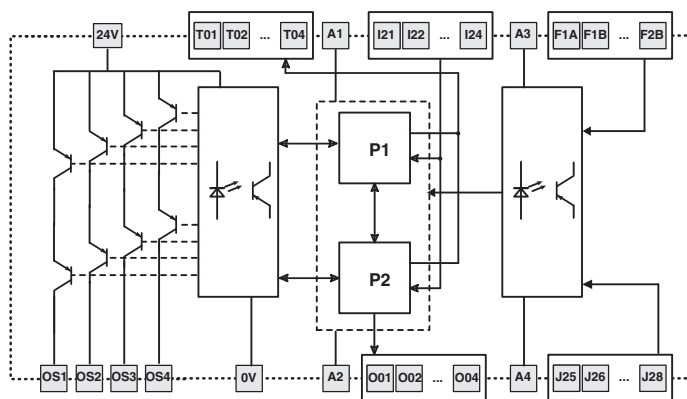 24V
T01 T02 ... T04
A1
I21 I22 ... I24
A3
F1A F1B ... F2B
P1
P2
OS1 OS2 OS3 OS4
0V
A2
O01 O02 ... O04
A4
J25 J26 ... J28